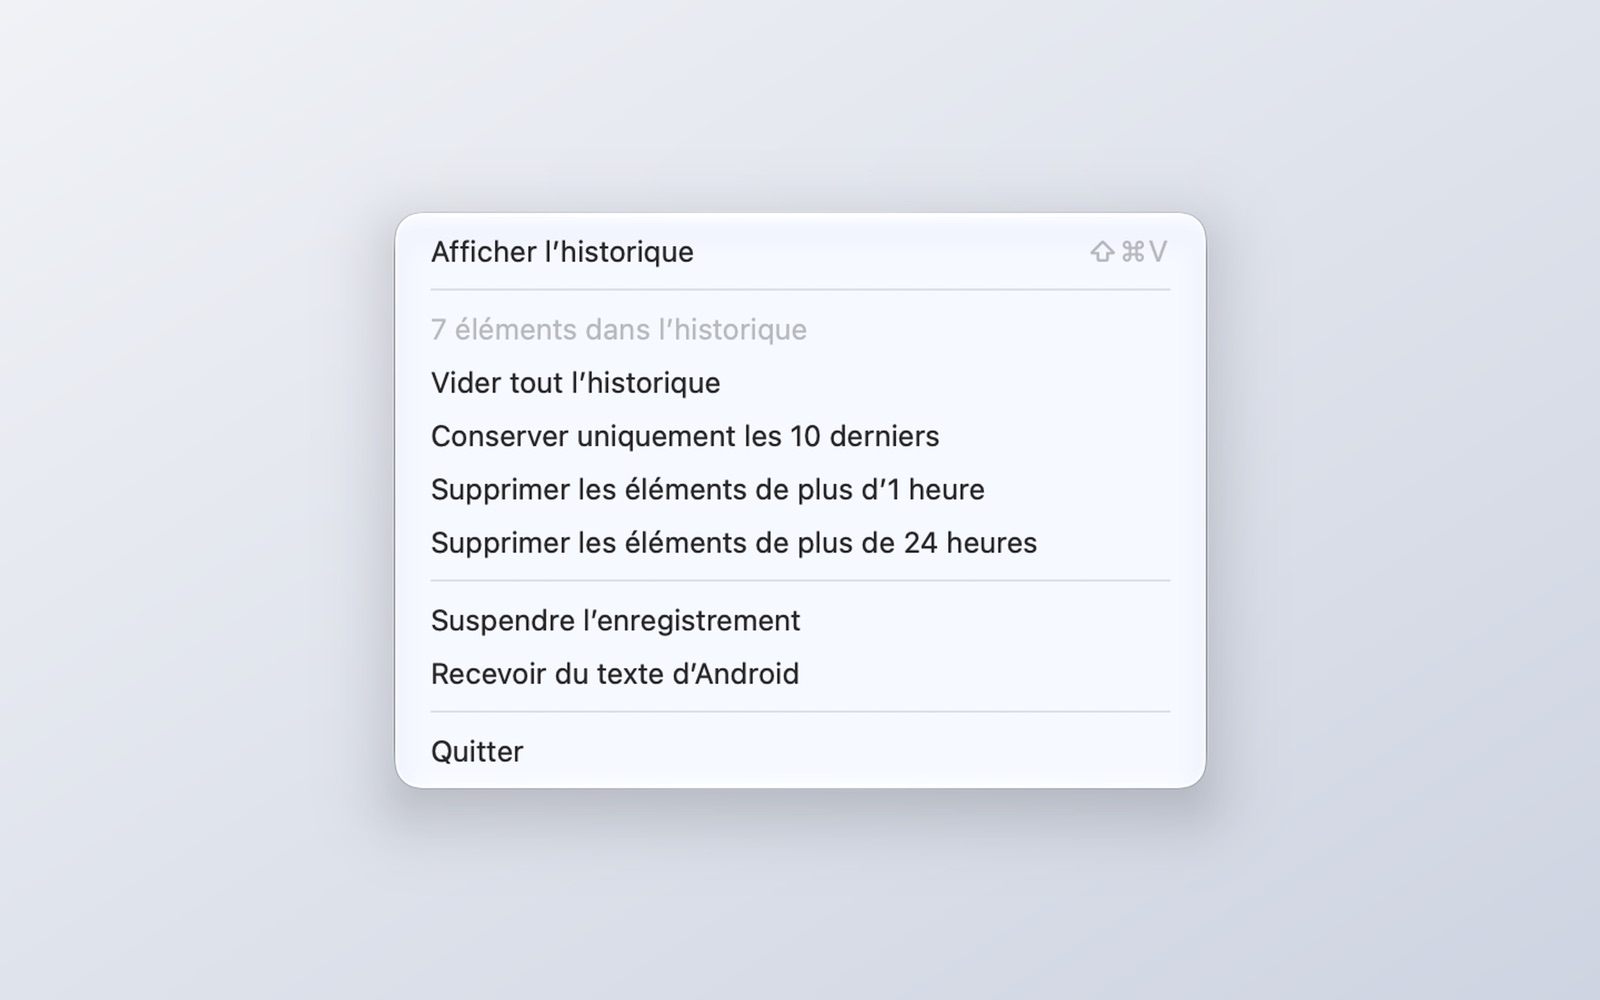 Afficher l’historique ⇧⌘V
7 éléments dans l’historique
Vider tout l’historique
Conserver uniquement les 10 derniers
Supprimer les éléments de plus d’1 heure
Supprimer les éléments de plus de 24 heures
Suspendre l’enregistrement
Recevoir du texte d’Android
Quitter